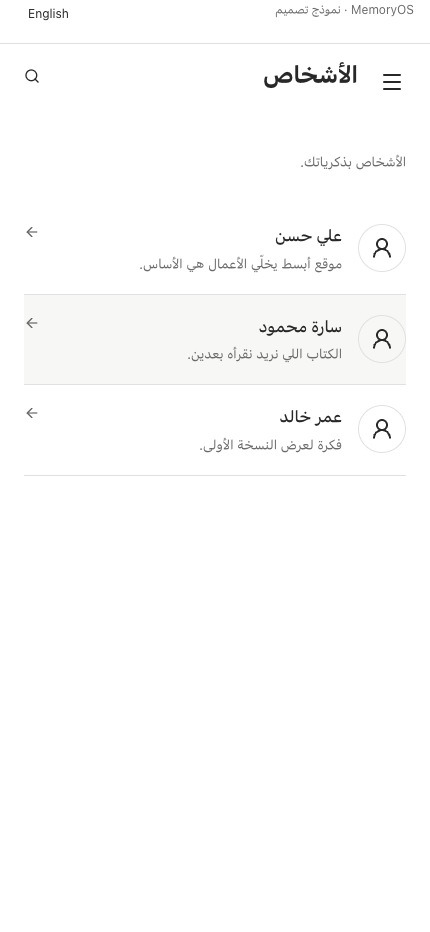 MemoryOS · نموذج تصميم
English
الأشخاص
الأشخاص بذكرياتك.
علي حسن
موقع أبسط يخلّي الأعمال هي الأساس.
سارة محمود
الكتاب اللي نريد نقرأه بعدين.
عمر خالد
فكرة لعرض النسخة الأولى.